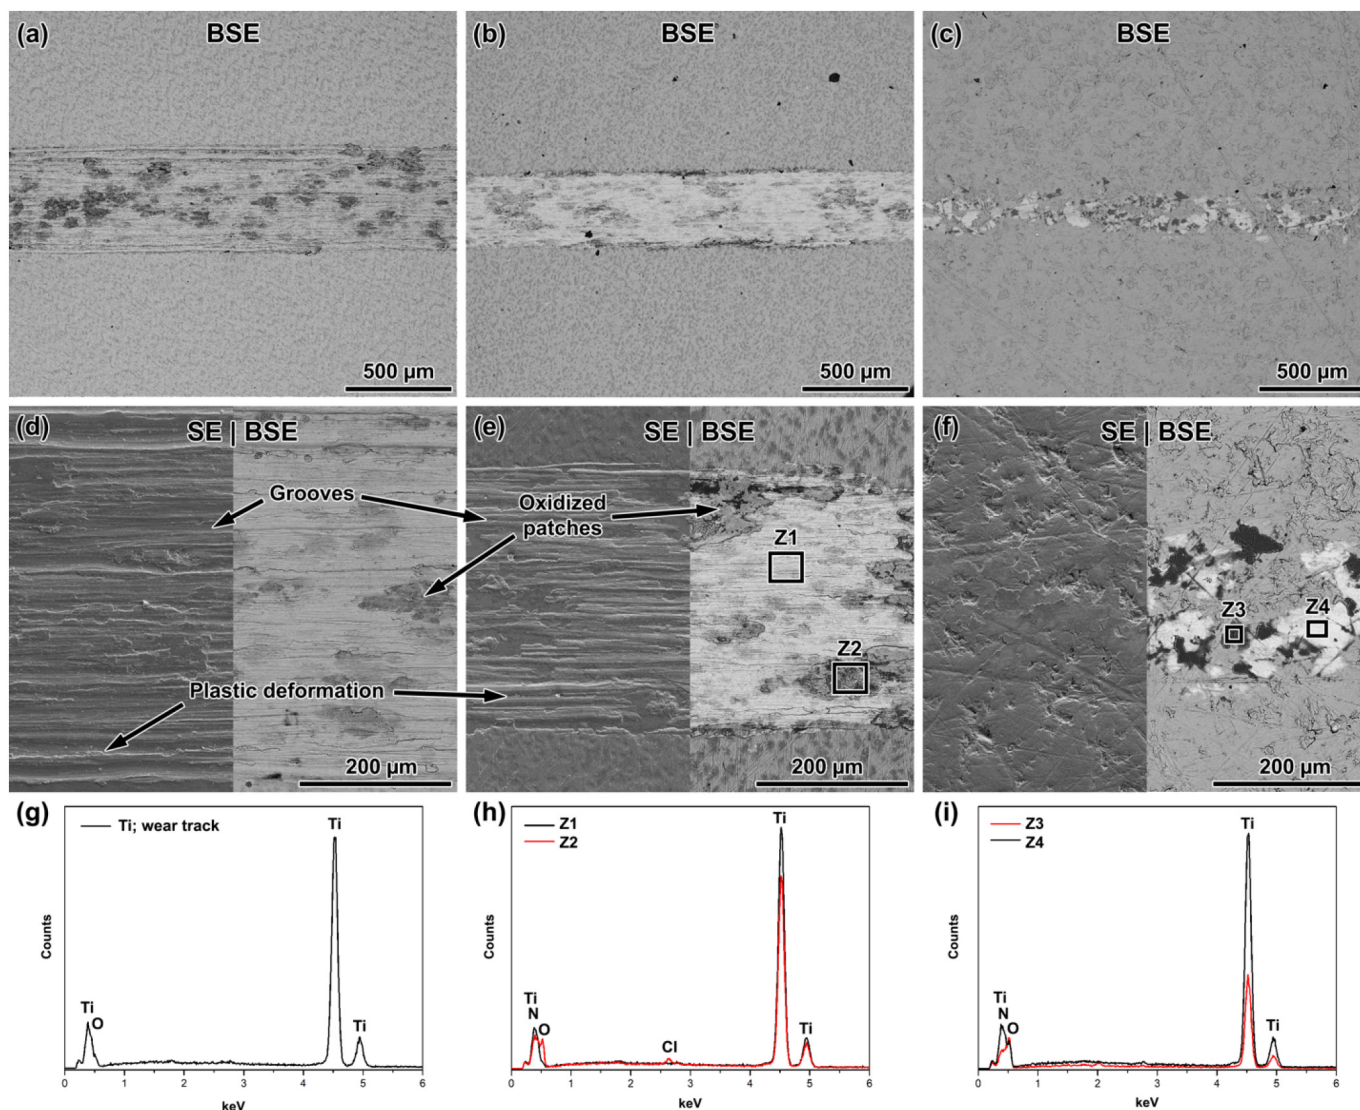 (a) BSE
(b) BSE
(c) BSE
500 µm
500 µm
500 µm
(d) SE | BSE
(e) SE | BSE
(f) SE | BSE
Grooves
Oxidized
patches
Z1
Z2
Z3
Z4
Plastic deformation
200 µm
200 µm
200 µm
(g)
Ti; wear track
Ti
Ti
O
Ti
Counts
0 1 2 3 4 5 6
keV
(h)
Z1
Z2
Ti
Ti
N
O
Cl
Ti
Counts
0 1 2 3 4 5 6
keV
(i)
Z3
Z4
Ti
Ti
N
O
Ti
Counts
0 1 2 3 4 5 6
keV